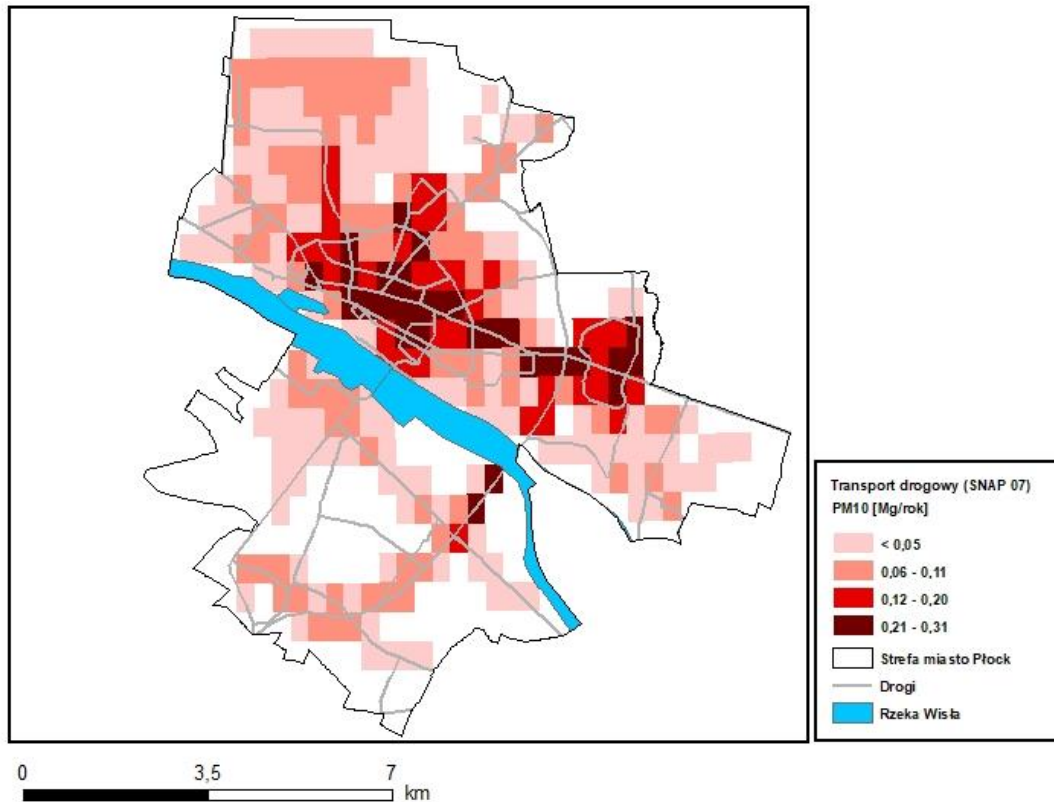 Transport drogowy (SNAP 07)
PM10 [Mg/rok]
< 0,05
0,06 - 0,11
0,12 - 0,20
0,21 - 0,31
Strefa miasto Płock
Drogi
Rzeka Wisła
0 3,5 7
km